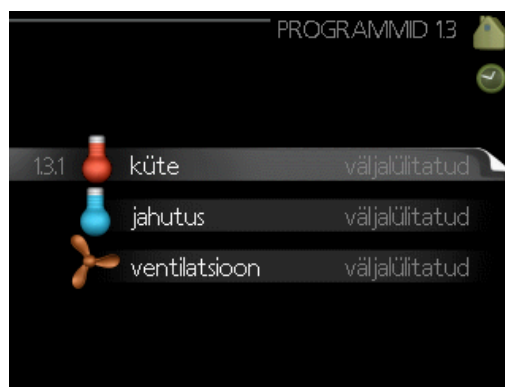 PROGRAMMID 1.3
1.3.1 küte väljalülitatud
jahutus väljalülitatud
ventilatsioon väljalülitatud